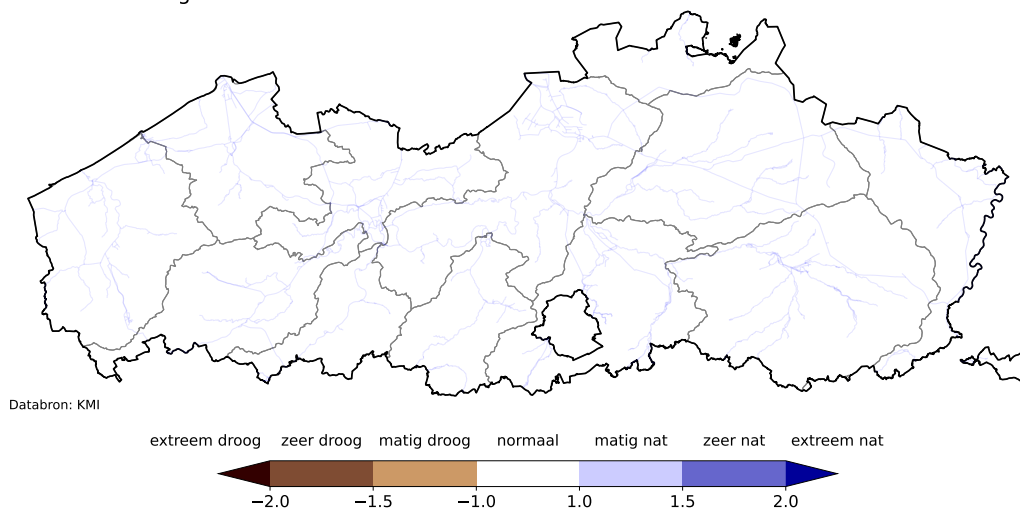 Databron: KMI
extreem droog zeer droog matig droog normaal matig nat zeer nat extreem nat
−2.0 −1.5 −1.0 1.0 1.5 2.0